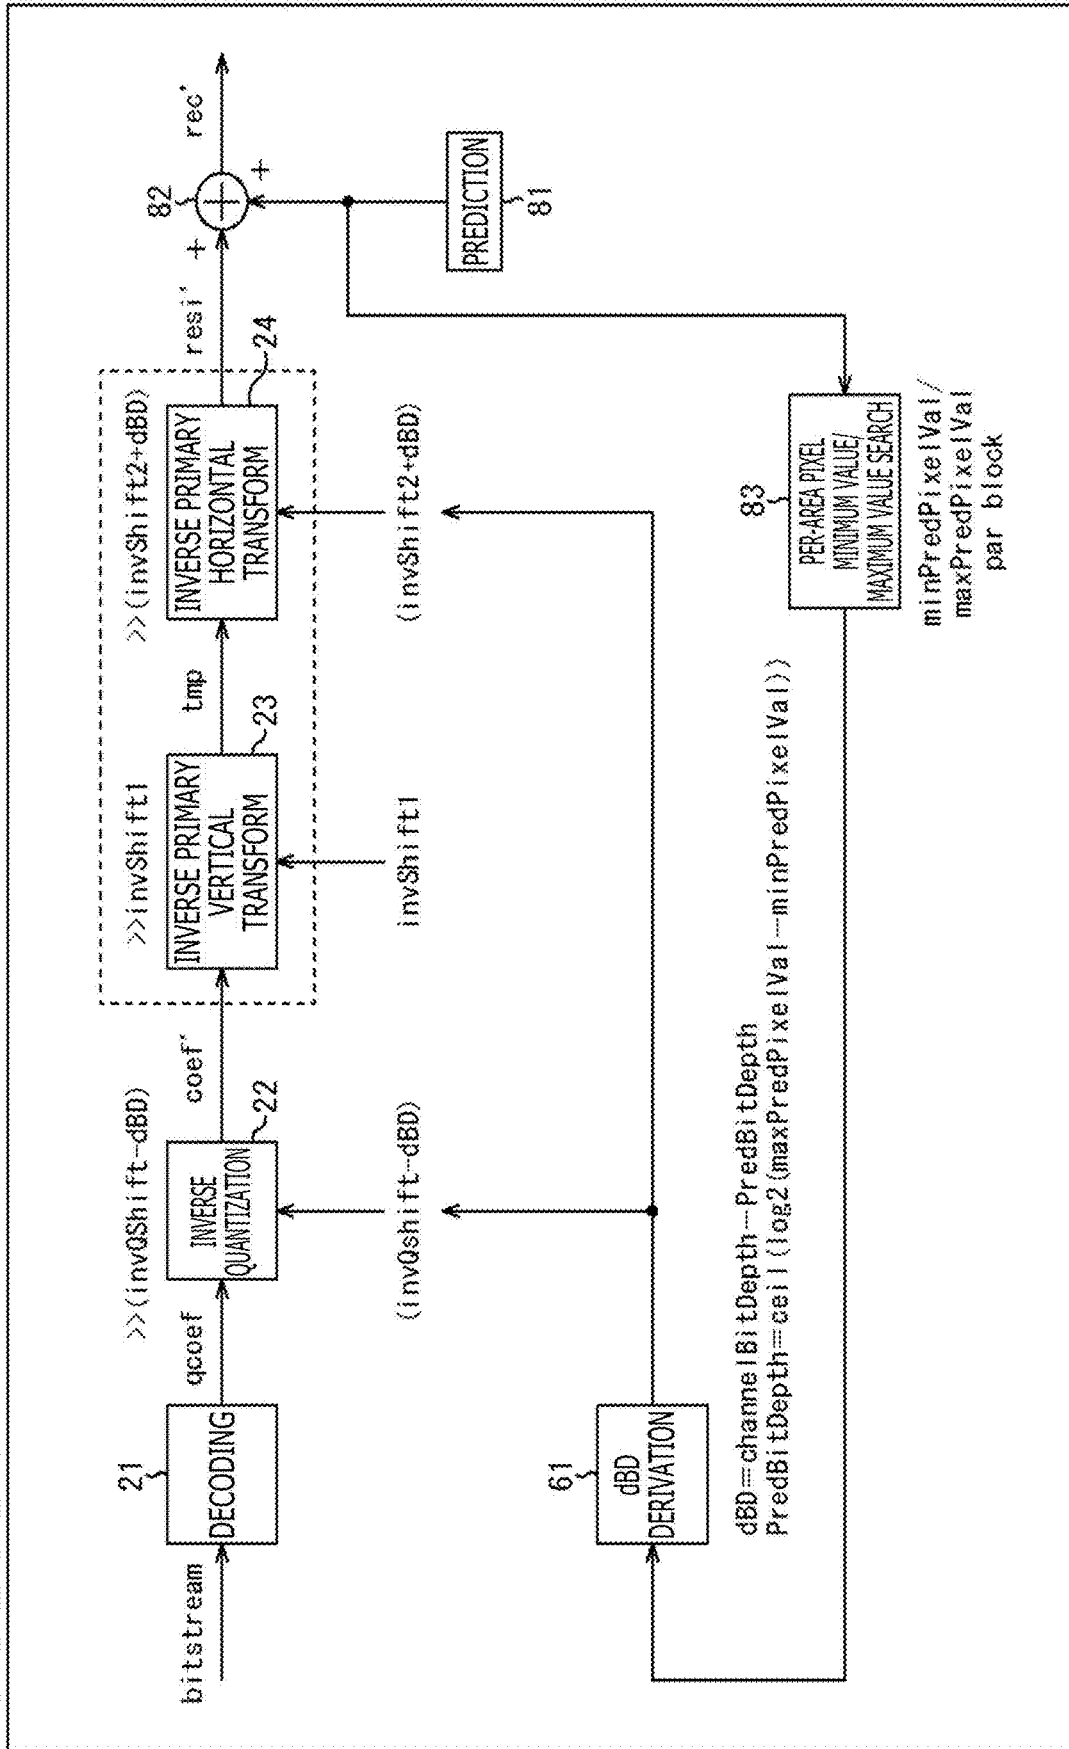 bitstream
21
DECODING
qcoef
>>(invQShift-dBD)
INVERSE
QUANTIZATION
22
(invQshift-dBD)
coef'
>>invShift1
INVERSE PRIMARY
VERTICAL
TRANSFORM
23
invShift1
tmp
>>(invShift2+dBD)
INVERSE PRIMARY
HORIZONTAL
TRANSFORM
24
(invShift2+dBD)
resi'
+
82
+
rec'
PREDICTION
81
61
dBD
DERIVATION
dBD=channelBitDepth-PredBitDepth
PredBitDepth=ceil(log2(maxPredPixelVal-minPredPixelVal))
83
PER-AREA PIXEL
MINIMUM VALUE/
MAXIMUM VALUE SEARCH
minPredPixelVal/
maxPredPixelVal
par block